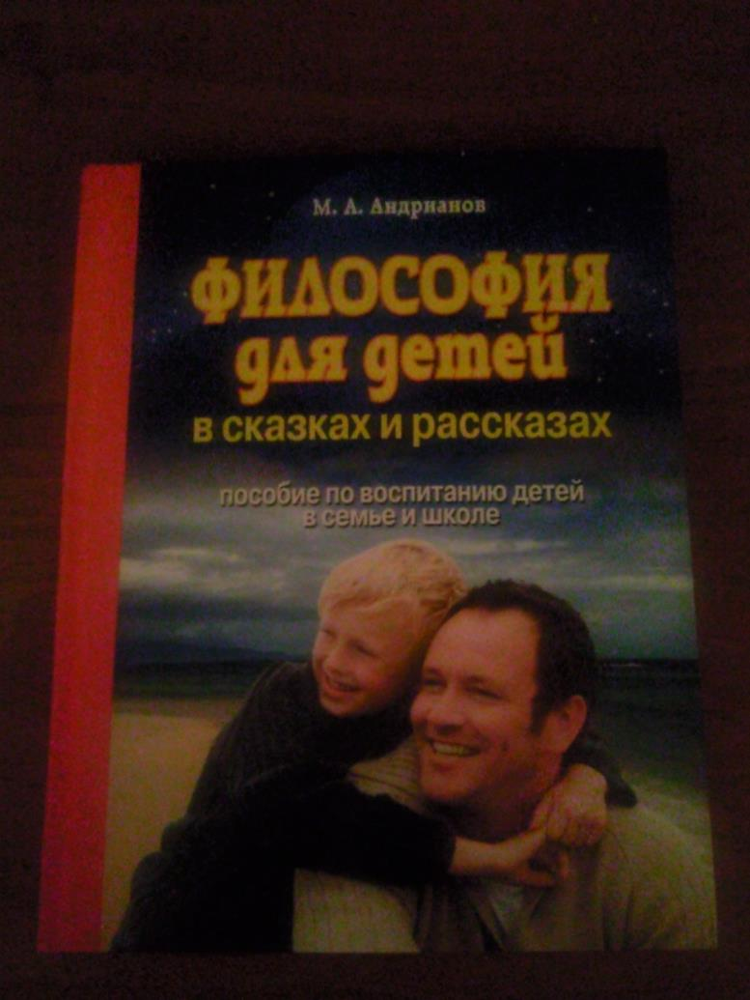 М. А. Андрианов
ФИЛОСОФИЯ
для детей
в сказках и рассказах
пособие по воспитанию детей
в семье и школе